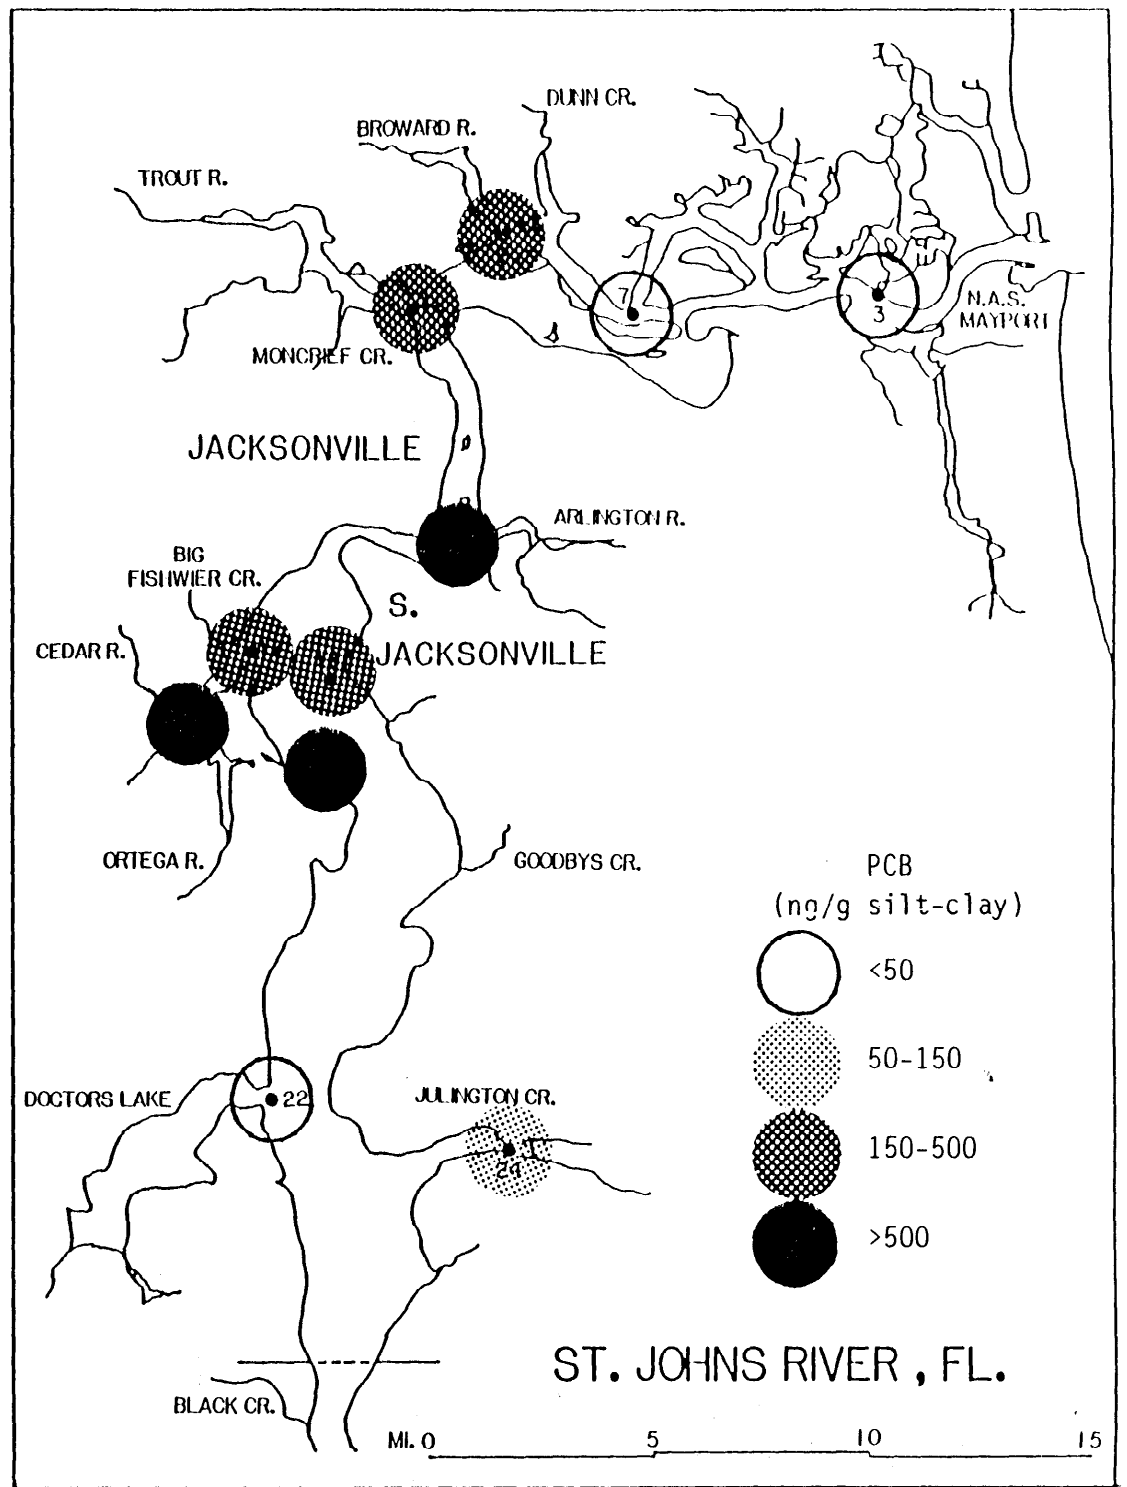 DUNN CR.
BROWARD R.
TROUT R.
7
3
N.A.S.
MAYPORT
MONCRIEF CR.
JACKSONVILLE
ARLINGTON R.
BIG
FISHWIER CR.
S.
JACKSONVILLE
CEDAR R.
ORTEGA R.
GOODBYS CR.
PCB
(ng/g silt-clay)
<50
50-150
150-500
>500
DOCTORS LAKE
22
JULINGTON CR.
ST. JOHNS RIVER, FL.
BLACK CR.
MI. 0 5 10 15